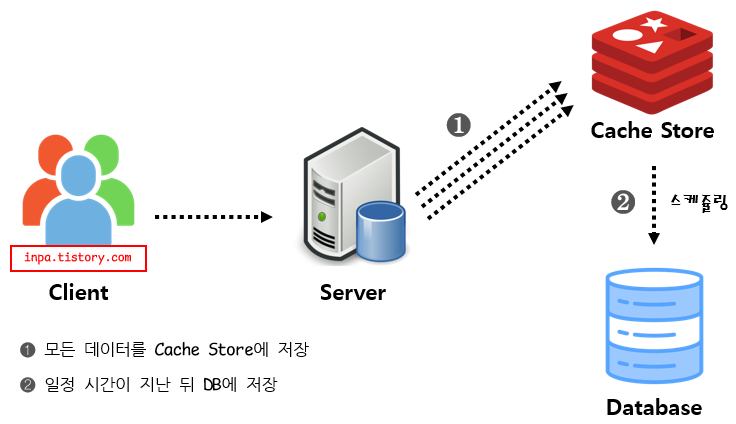 ❶
Cache Store
❷ 스케쥴링
inpa.tistory.com
Client
Server
❶ 모든 데이터를 Cache Store에 저장
❷ 일정 시간이 지난 뒤 DB에 저장
Database